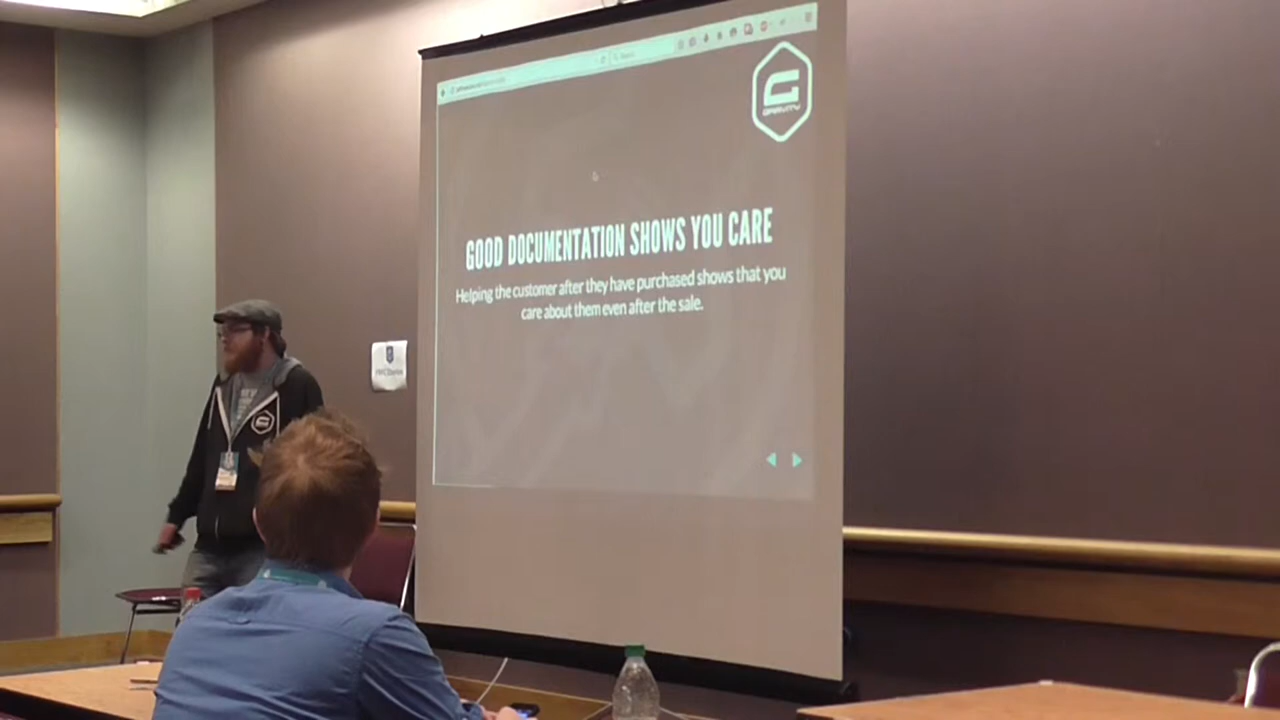 GRAVITY
GOOD DOCUMENTATION SHOWS YOU CARE
Helping the customer after they have purchased shows that you
care about them even after the sale.